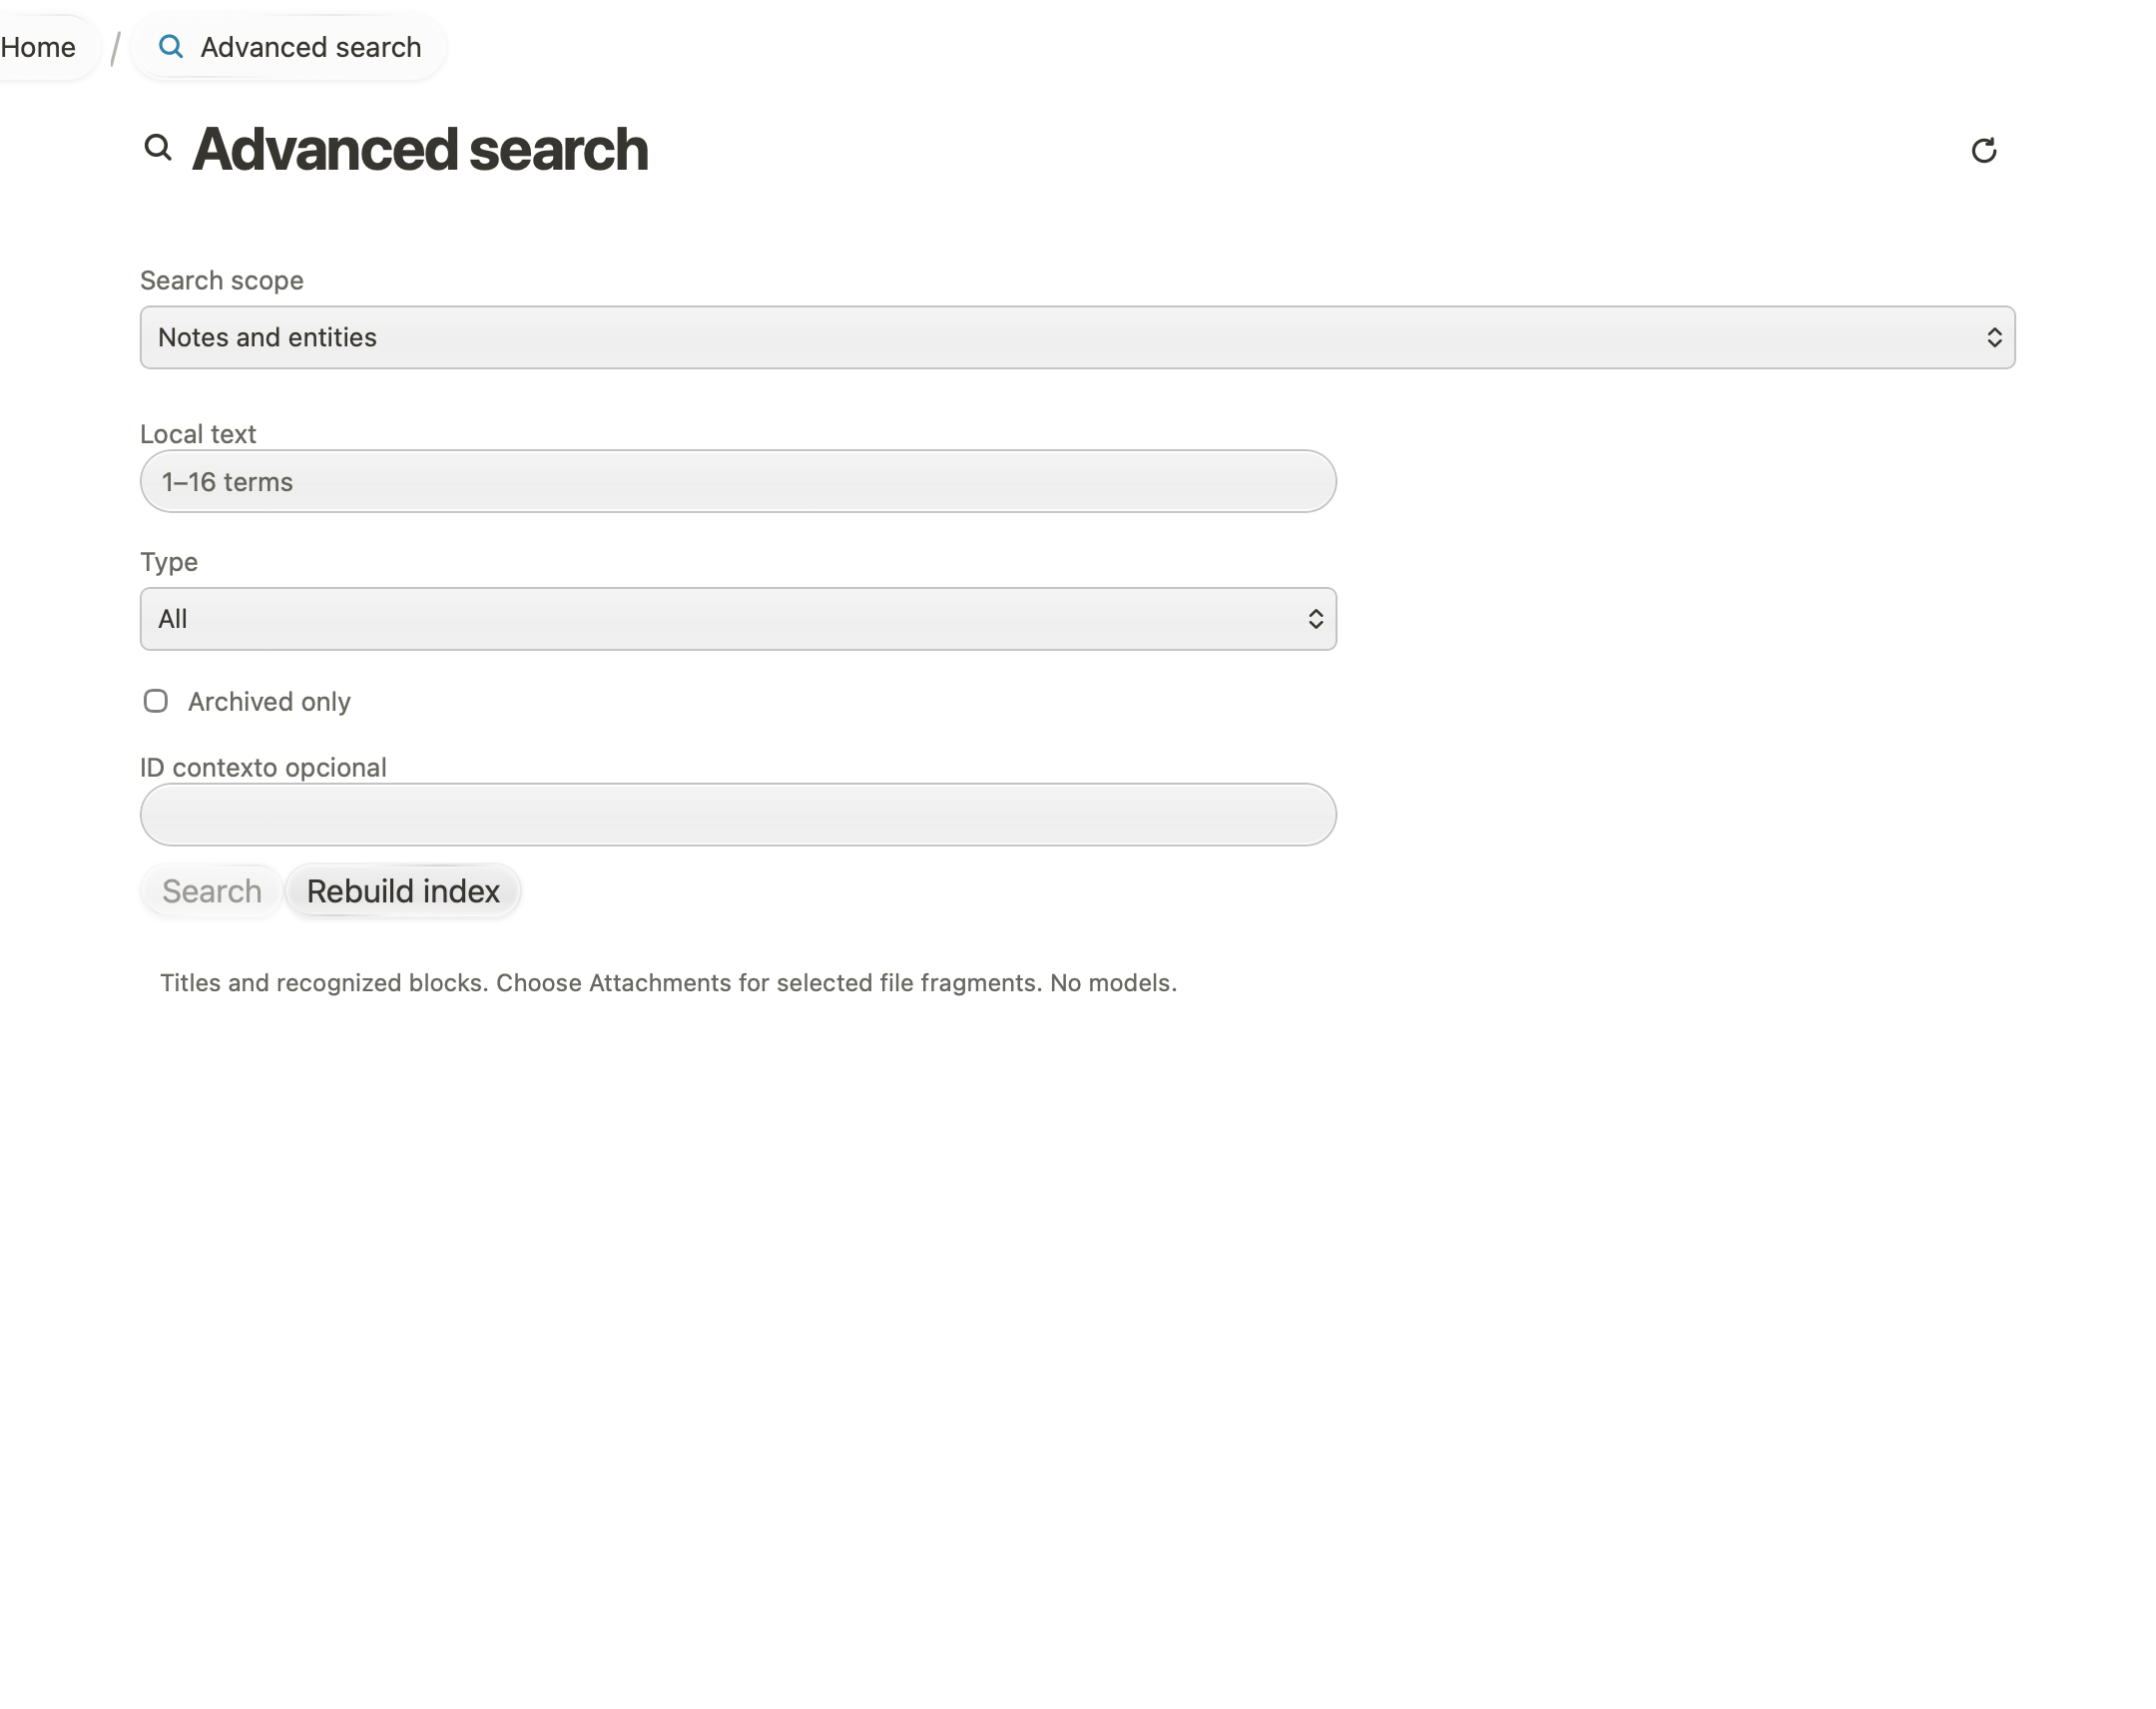 Home / Advanced search
Advanced search
Search scope
Notes and entities
Local text
1–16 terms
Type
All
Archived only
ID contexto opcional
Search Rebuild index
Titles and recognized blocks. Choose Attachments for selected file fragments. No models.